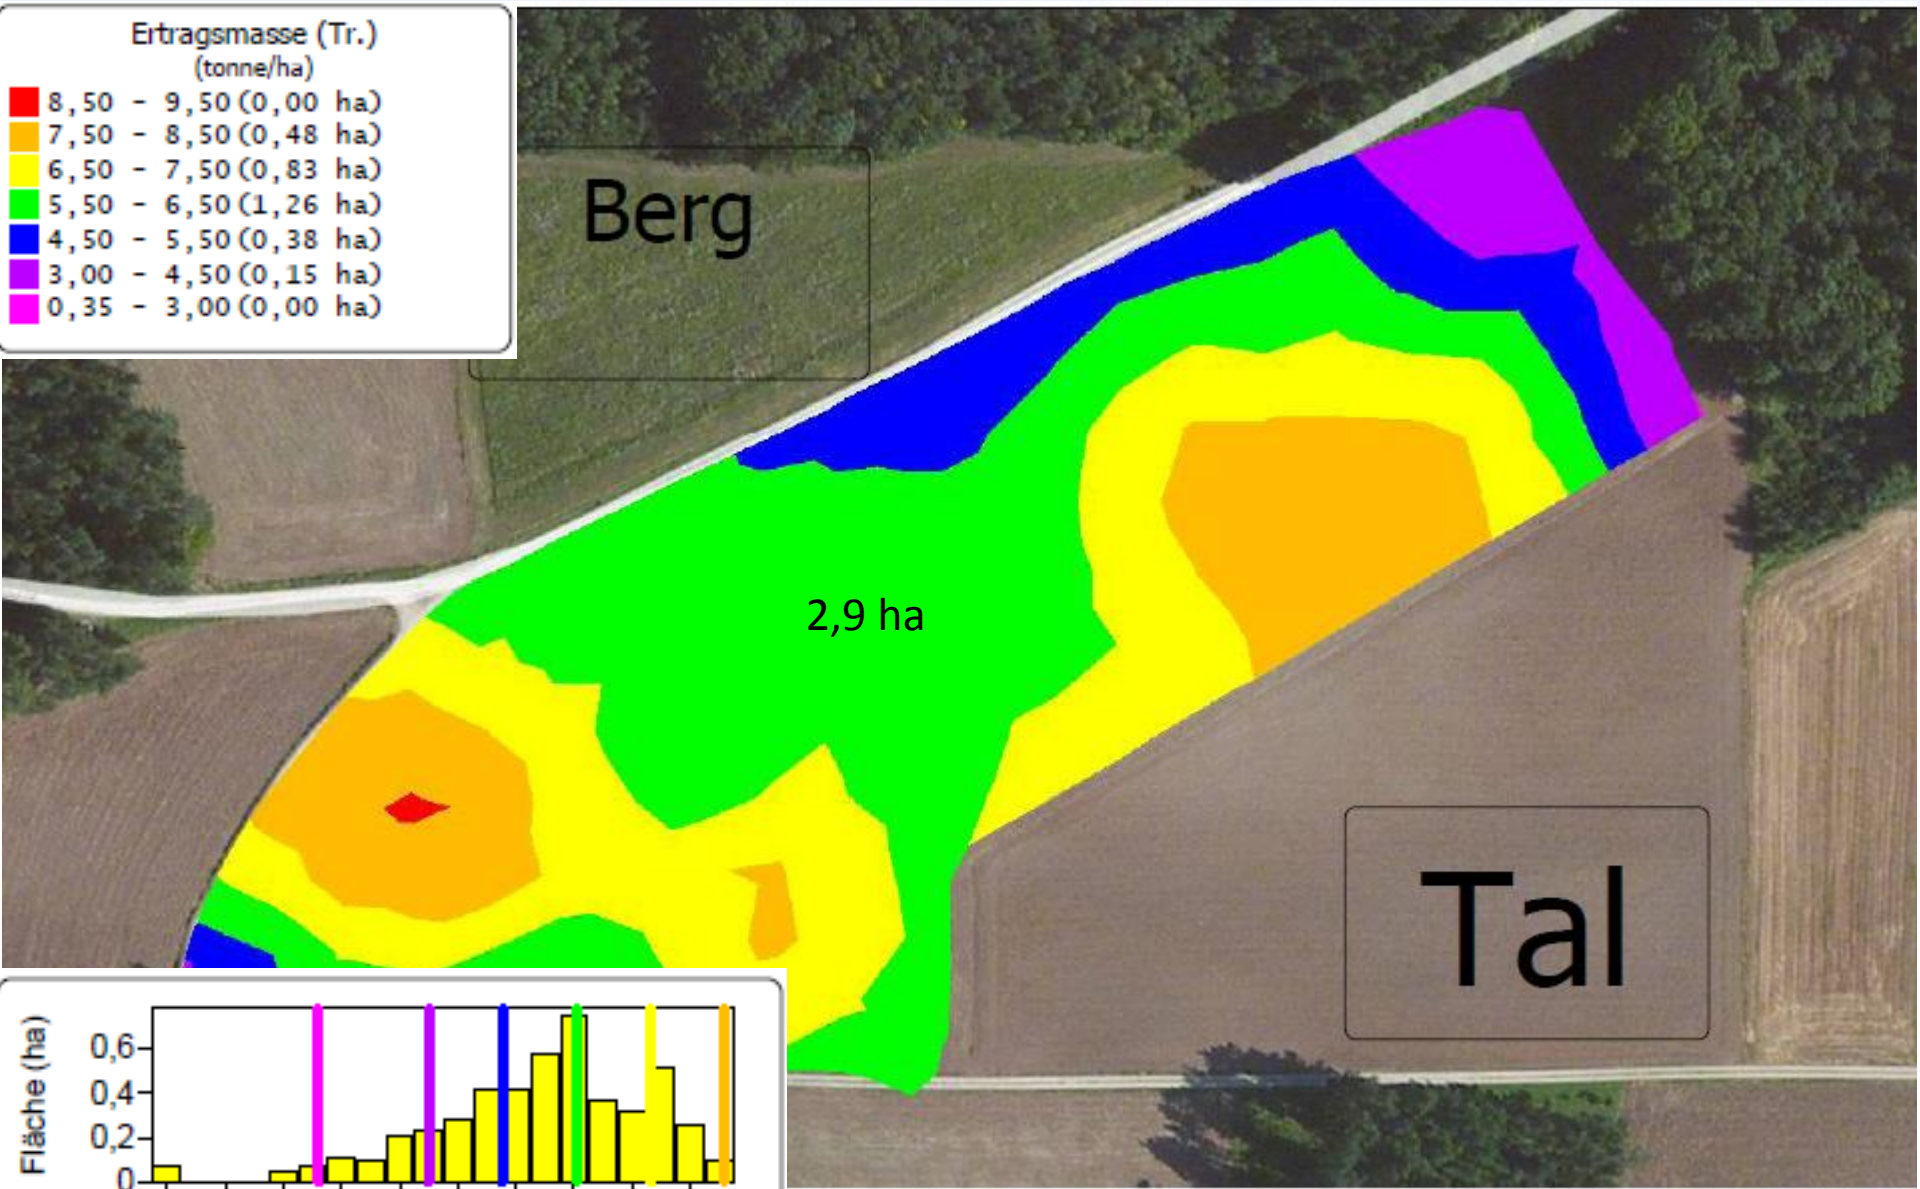 Ertragsmasse (Tr.)
(tonne/ha)
8,50 - 9,50(0,00 ha)
7,50 - 8,50(0,48 ha)
6,50 - 7,50(0,83 ha)
5,50 - 6,50(1,26 ha)
4,50 - 5,50(0,38 ha)
3,00 - 4,50(0,15 ha)
0,35 - 3,00(0,00 ha)
Berg
2,9 ha
Tal
Fläche (ha)
0,6
0,4
0,2
0